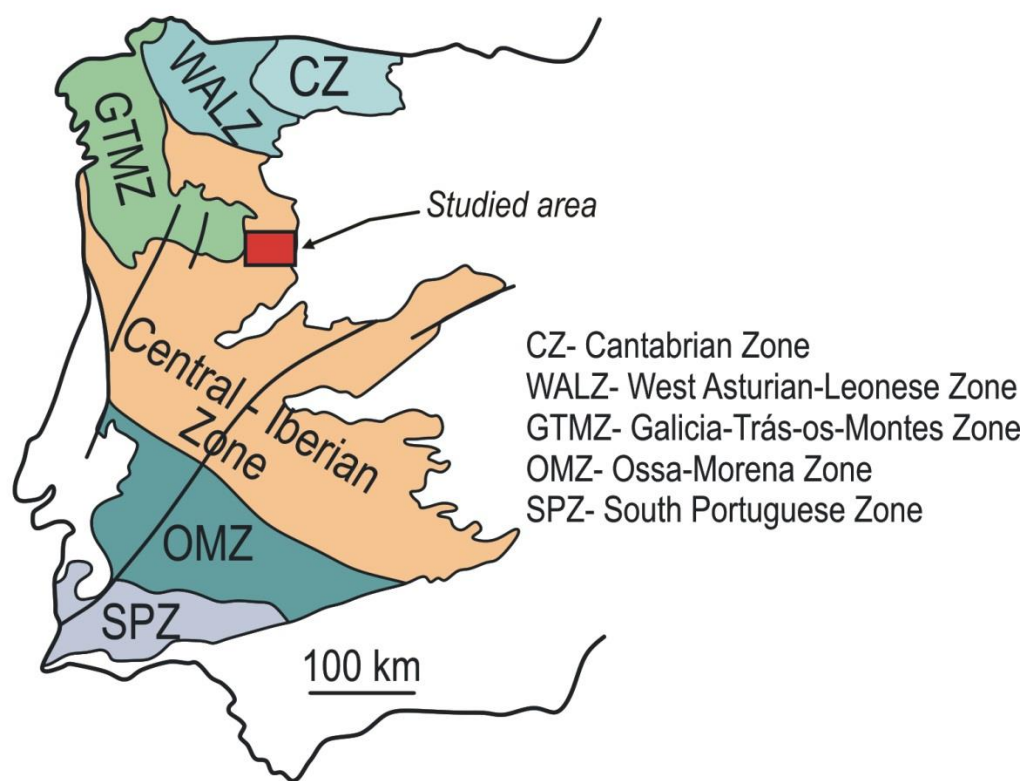 CZ
WALZ
GTMZ
Studied area
Central - Iberian
Zone
CZ- Cantabrian Zone
WALZ- West Asturian-Leonese Zone
GTMZ- Galicia-Trás-os-Montes Zone
OMZ- Ossa-Morena Zone
SPZ- South Portuguese Zone
OMZ
SPZ
100 km